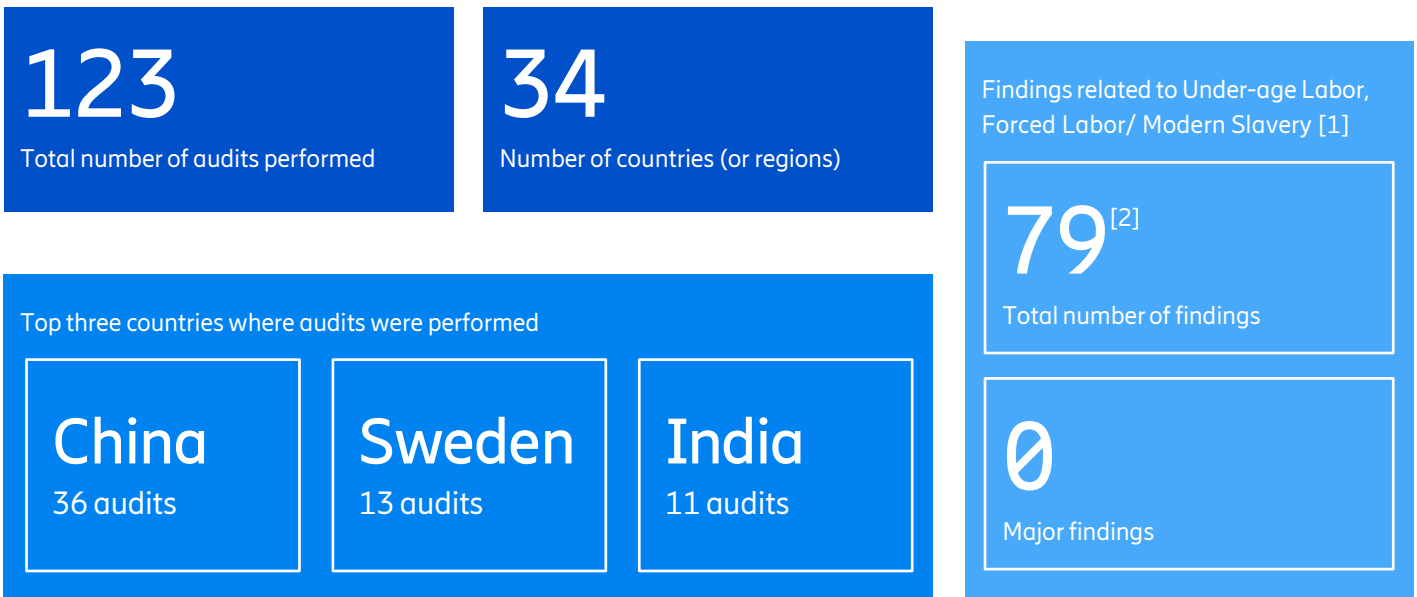 123
Total number of audits performed
34
Number of countries (or regions)
Top three countries where audits were performed
China
36 audits
Sweden
13 audits
India
11 audits
Findings related to Under-age Labor,
Forced Labor/ Modern Slavery [1]
79[2]
Total number of findings
0
Major findings